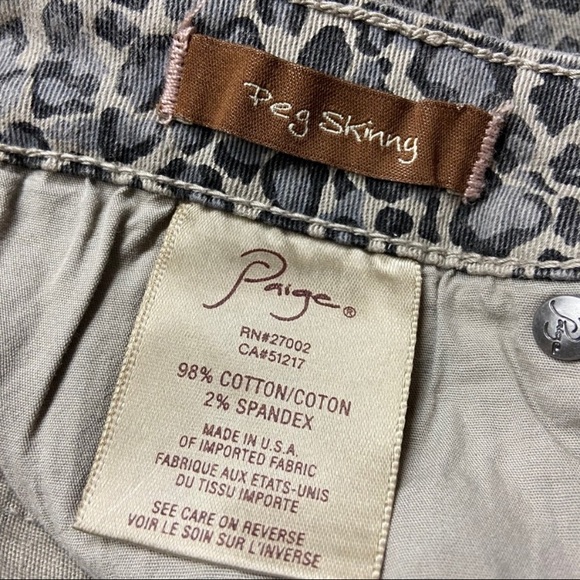 Peg Skinny
Paige®
RN#27002
CA#51217
98% COTTON/COTON
2% SPANDEX
MADE IN U.S.A.
OF IMPORTED FABRIC
FABRIQUE AUX ETATS-UNIS
DU TISSU IMPORTE
SEE CARE ON REVERSE
VOIR LE SOIN SUR L'INVERSE